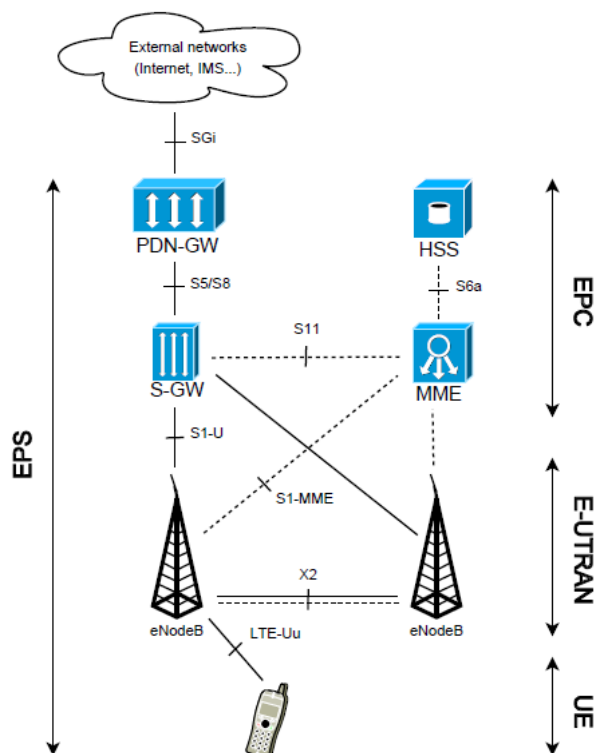 External networks
(Internet, IMS...)
SGi
PDN-GW
HSS
S5/S8
S6a
EPC
S11
S-GW
MME
EPS
S1-U
S1-MME
E-UTRAN
X2
eNodeB
eNodeB
LTE-Uu
UE